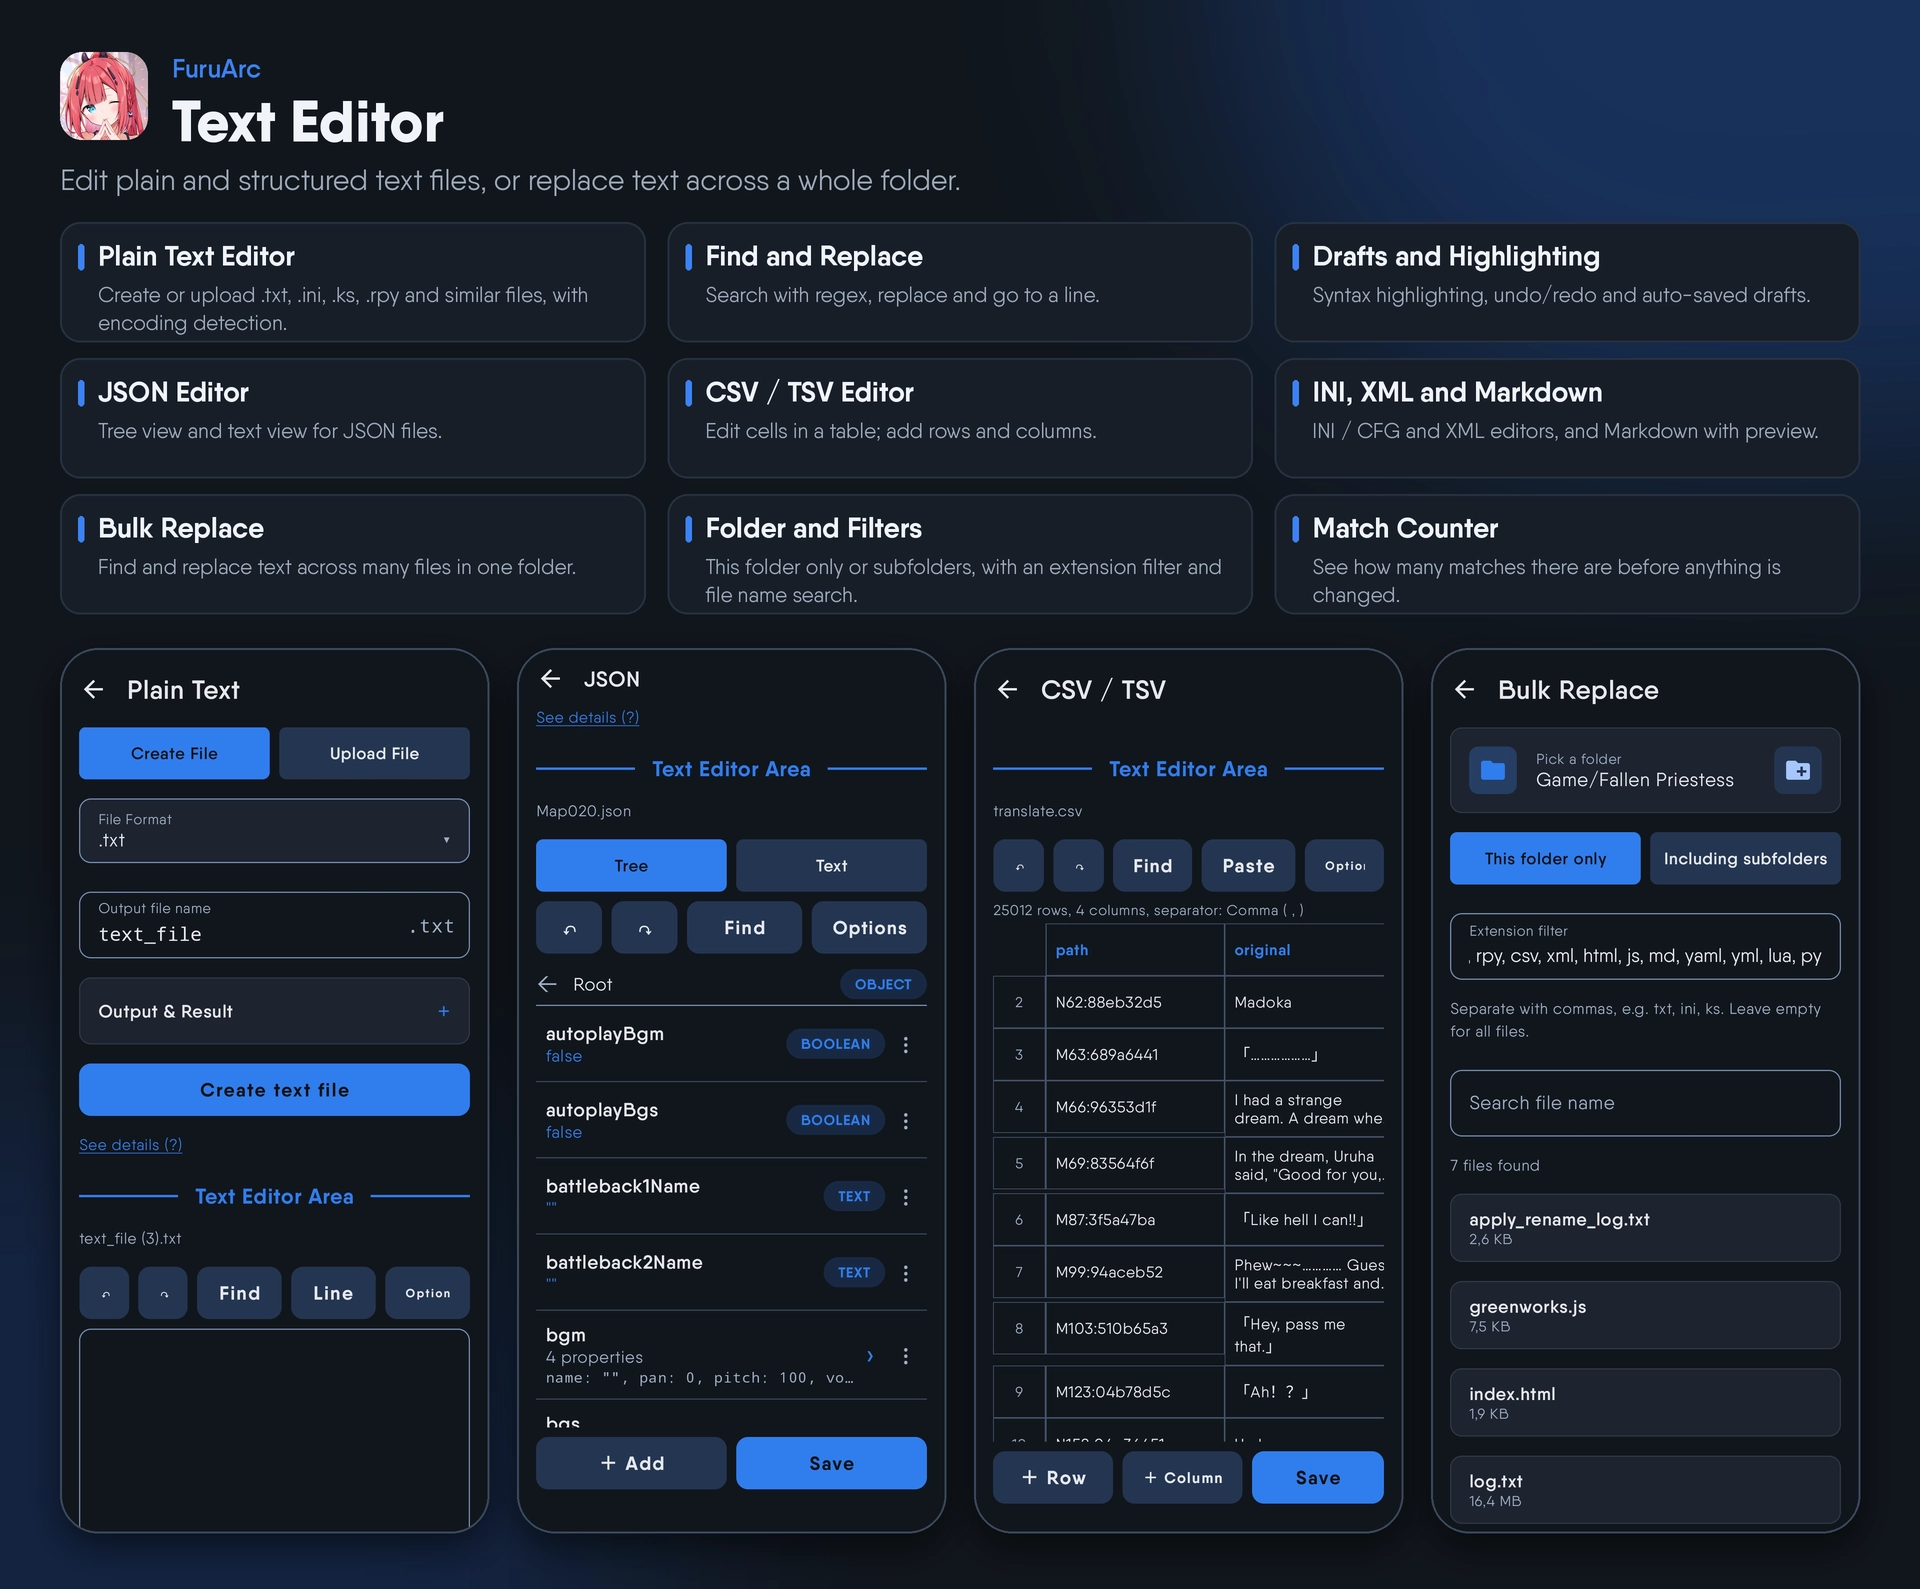 FuruArc
Text Editor
Edit plain and structured text files, or replace text across a whole folder.
Plain Text Editor
Create or upload .txt, .ini, .ks, .rpy and similar files, with
encoding detection.
Find and Replace
Search with regex, replace and go to a line.
Drafts and Highlighting
Syntax highlighting, undo/redo and auto-saved drafts.
JSON Editor
Tree view and text view for JSON files.
CSV / TSV Editor
Edit cells in a table; add rows and columns.
INI, XML and Markdown
INI / CFG and XML editors, and Markdown with preview.
Bulk Replace
Find and replace text across many files in one folder.
Folder and Filters
This folder only or subfolders, with an extension filter and
file name search.
Match Counter
See how many matches there are before anything is
changed.
Plain Text
Create File
Upload File
File Format
.txt
Output file name
text_file
.txt
Output & Result
+
Create text file
See details (?)
Text Editor Area
text_file (3).txt
Find
Line
Option
JSON
See details (?)
Text Editor Area
Map020.json
Tree
Text
Find
Options
Root
OBJECT
autoplayBgm
false
BOOLEAN
autoplayBgs
false
BOOLEAN
battleback1Name
""
TEXT
battleback2Name
""
TEXT
bgm
4 properties
name: "", pan: 0, pitch: 100, vo…
bgs
+ Add
Save
CSV / TSV
Text Editor Area
translate.csv
Find
Paste
Optio
25012 rows, 4 columns, separator: Comma ( , )
path
original
2
N62:88eb32d5
Madoka
3
M63:689a6441
「………………」
4
M66:96353d1f
I had a strange
dream. A dream whe
5
M69:83564f6f
In the dream, Uruha
said, "Good for you,.
6
M87:3f5a47ba
「Like hell I can!!」
7
M99:94aceb52
Phew~~~………… Gues
I'll eat breakfast and.
8
M103:510b65a3
「Hey, pass me
that.」
9
M123:04b78d5c
「Ah! ? 」
+ Row
+ Column
Save
Bulk Replace
Pick a folder
Game/Fallen Priestess
This folder only
Including subfolders
Extension filter
, rpy, csv, xml, html, js, md, yaml, yml, lua, py
Separate with commas, e.g. txt, ini, ks. Leave empty
for all files.
Search file name
7 files found
apply_rename_log.txt
2,6 KB
greenworks.js
7,5 KB
index.html
1,9 KB
log.txt
16,4 MB